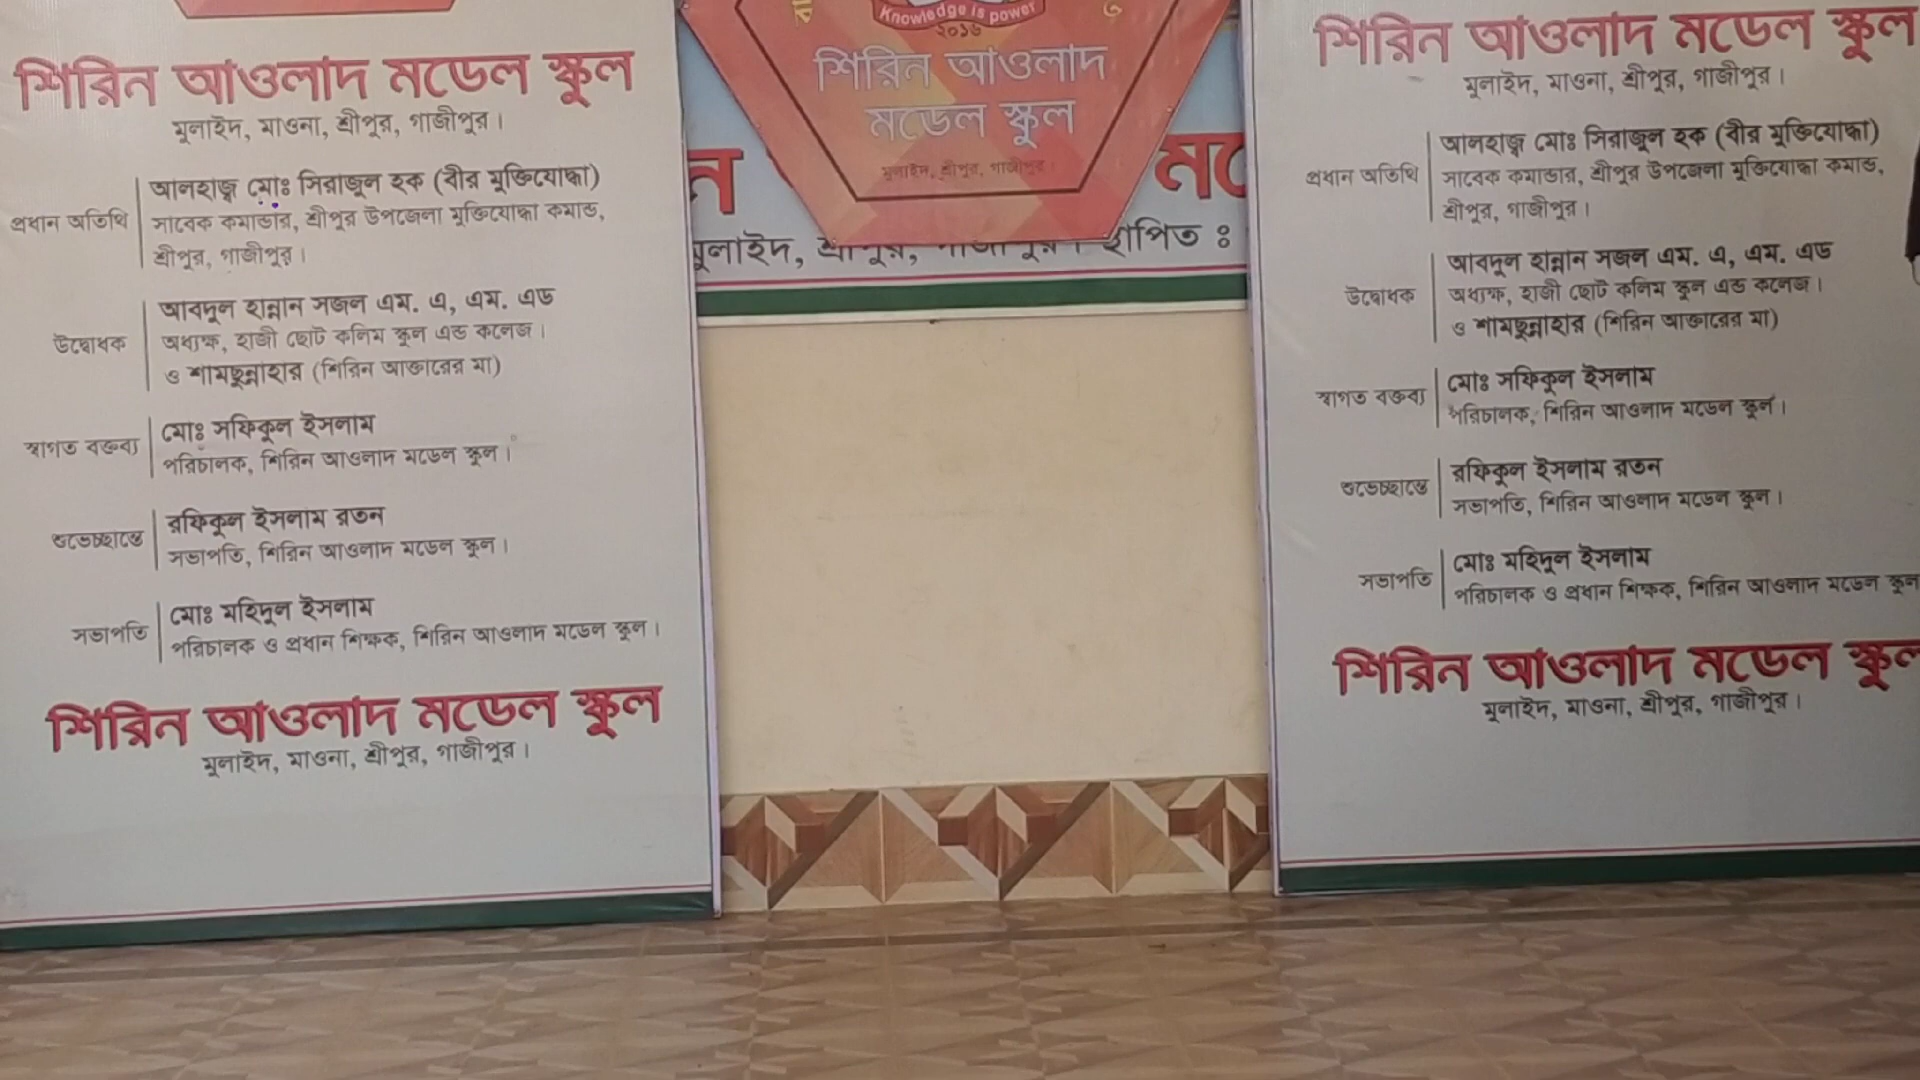 শিরিন আওলাদ মডেল স্কুল
মুলাইদ, মাওনা, শ্রীপুর, গাজীপুর।
প্রধান অতিথি
আলহাজ্ব মোঃ সিরাজুল হক (বীর মুক্তিযোদ্ধা)
সাবেক কমান্ডার, শ্রীপুর উপজেলা মুক্তিযোদ্ধা কমান্ড,
শ্রীপুর, গাজীপুর।
উদ্বোধক
আবদুল হান্নান সজল এম. এ, এম. এড
অধ্যক্ষ, হাজী ছোট কলিম স্কুল এন্ড কলেজ।
ও শামছুন্নাহার (শিরিন আক্তারের মা)
স্বাগত বক্তব্য
মোঃ সফিকুল ইসলাম
পরিচালক, শিরিন আওলাদ মডেল স্কুল।
শুভেচ্ছান্তে
রফিকুল ইসলাম রতন
সভাপতি, শিরিন আওলাদ মডেল স্কুল।
সভাপতি
মোঃ মহিদুল ইসলাম
পরিচালক ও প্রধান শিক্ষক, শিরিন আওলাদ মডেল স্কুল।
শিরিন আওলাদ মডেল স্কুল
মুলাইদ, মাওনা, শ্রীপুর, গাজীপুর।
Knowledge is power
২০১৬
শিরিন আওলাদ
মডেল স্কুল
মুলাইদ, শ্রীপুর, গাজীপুর।
ন মডে
মুলাইদ, শ্রীপুর, গাজীপুর। স্থাপিত ঃ
শিরিন আওলাদ মডেল স্কুল
মুলাইদ, মাওনা, শ্রীপুর, গাজীপুর।
প্রধান অতিথি
আলহাজ্ব মোঃ সিরাজুল হক (বীর মুক্তিযোদ্ধা)
সাবেক কমান্ডার, শ্রীপুর উপজেলা মুক্তিযোদ্ধা কমান্ড,
শ্রীপুর, গাজীপুর।
উদ্বোধক
আবদুল হান্নান সজল এম. এ, এম. এড
অধ্যক্ষ, হাজী ছোট কলিম স্কুল এন্ড কলেজ।
ও শামছুন্নাহার (শিরিন আক্তারের মা)
স্বাগত বক্তব্য
মোঃ সফিকুল ইসলাম
পরিচালক, শিরিন আওলাদ মডেল স্কুল।
শুভেচ্ছান্তে
রফিকুল ইসলাম রতন
সভাপতি, শিরিন আওলাদ মডেল স্কুল।
সভাপতি
মোঃ মহিদুল ইসলাম
পরিচালক ও প্রধান শিক্ষক, শিরিন আওলাদ মডেল স্কুল
শিরিন আওলাদ মডেল স্কুল
মুলাইদ, মাওনা, শ্রীপুর, গাজীপুর।